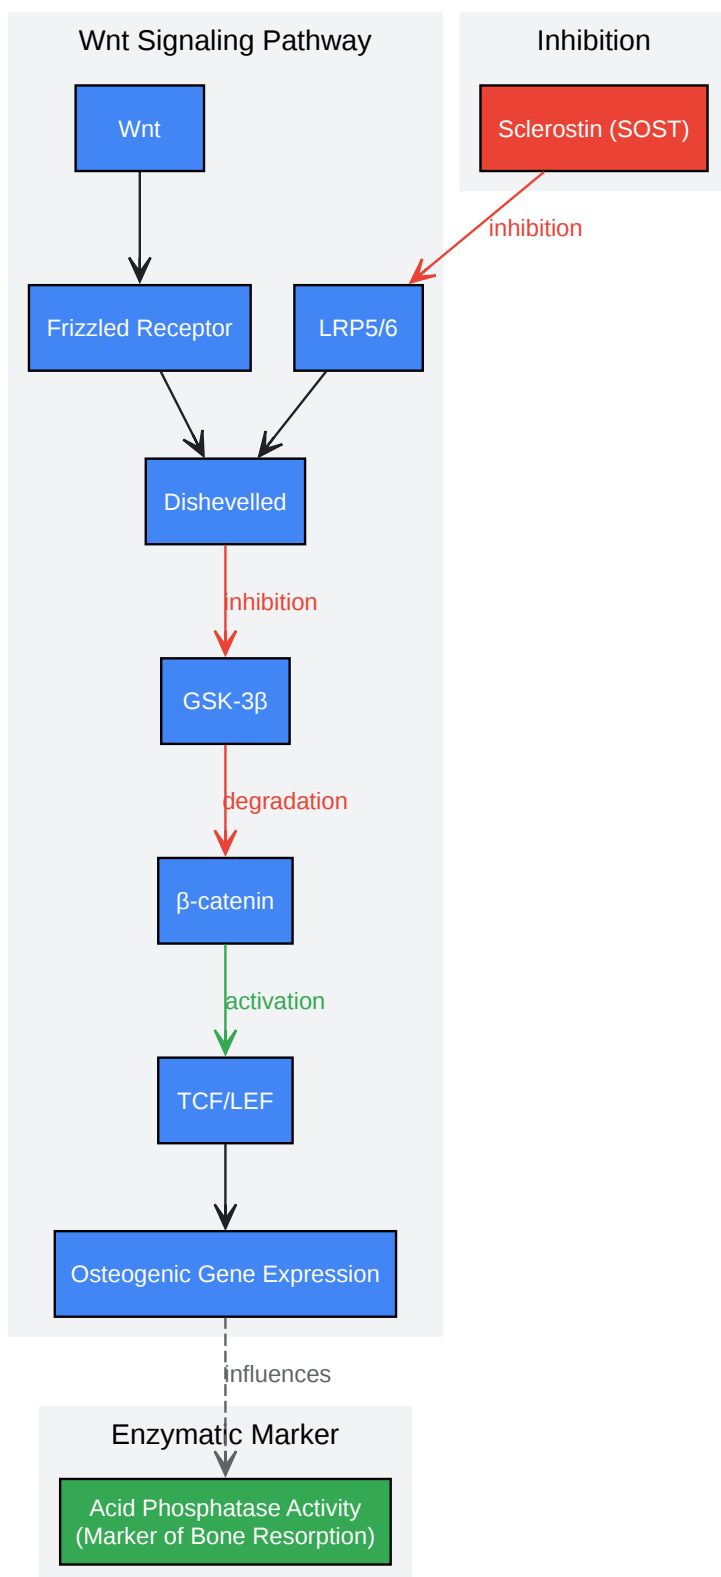 Wnt Signaling Pathway
Inhibition
Wnt
Sclerostin (SOST)
inhibition
Frizzled Receptor
LRP5/6
Dishevelled
inhibition
GSK-3β
degradation
β-catenin
activation
TCF/LEF
Osteogenic Gene Expression
influences
Enzymatic Marker
Acid Phosphatase Activity
(Marker of Bone Resorption)